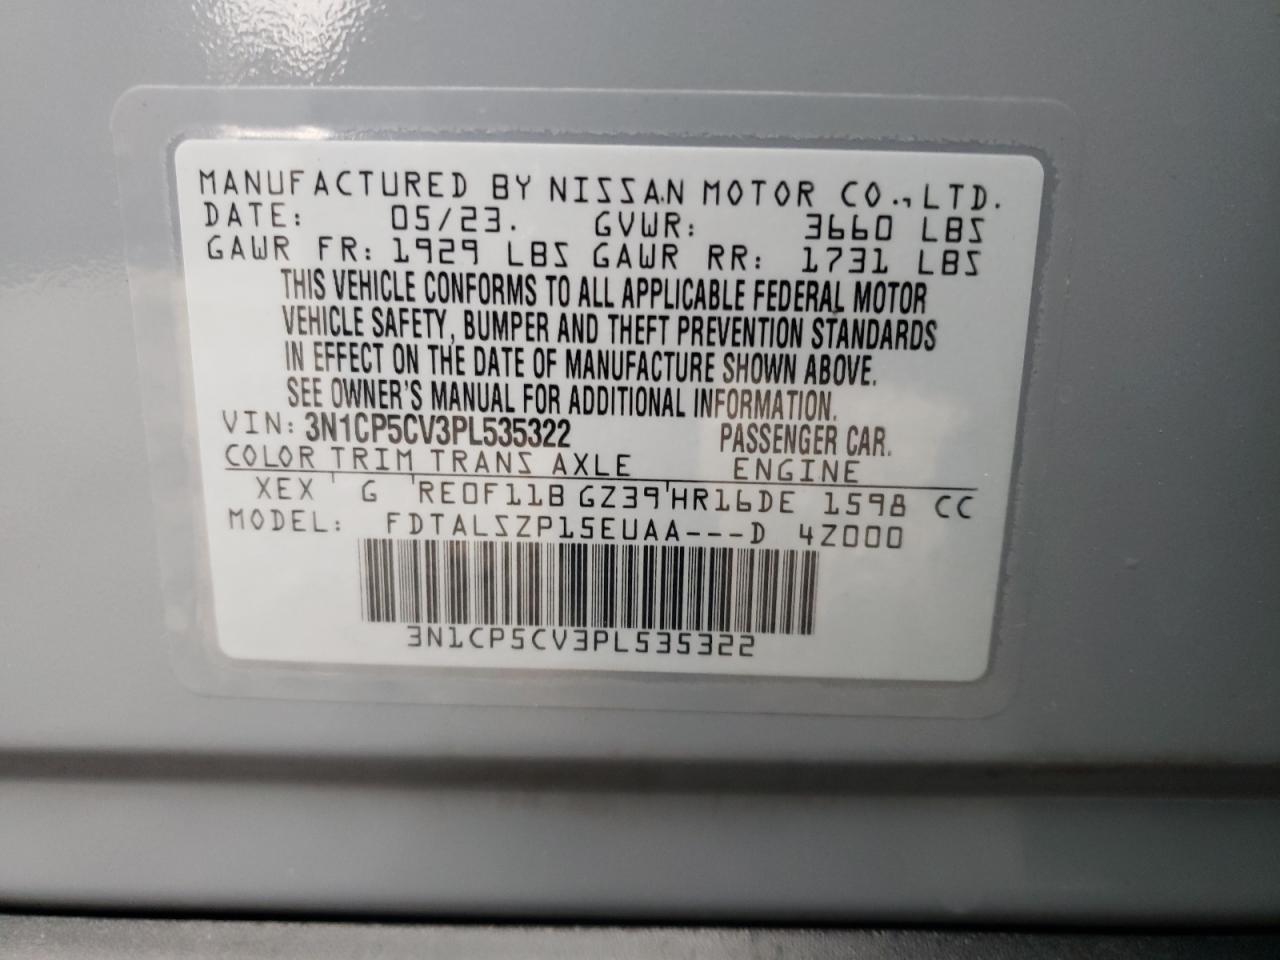 MANUFACTURED BY NISSAN MOTOR CO., LTD.
DATE: 05/23. GVWR: 3660 LBS
GAWR FR: 1929 LBS GAWR RR: 1731 LBS
THIS VEHICLE CONFORMS TO ALL APPLICABLE FEDERAL MOTOR
VEHICLE SAFETY, BUMPER AND THEFT PREVENTION STANDARDS
IN EFFECT ON THE DATE OF MANUFACTURE SHOWN ABOVE.
SEE OWNER'S MANUAL FOR ADDITIONAL INFORMATION.
VIN: 3N1CP5CV3PL535322 PASSENGER CAR.
COLOR TRIM TRANS AXLE ENGINE
XEX G RE0F11B GZ39 HR16DE 1598 CC
MODEL: FDTALSZP15EUAA---D 4Z000
3N1CP5CV3PL535322